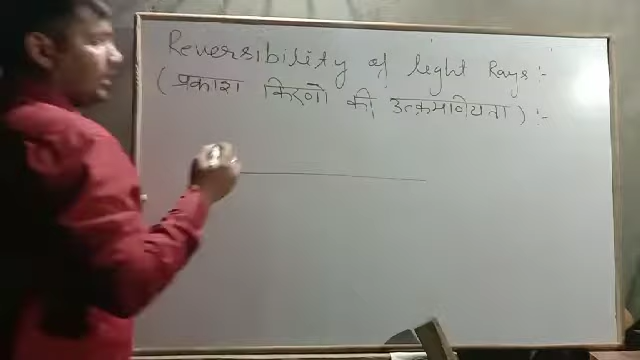 Reversibility of light Rays :-
(प्रकाश किरणो की उत्क्रमणियता) :-